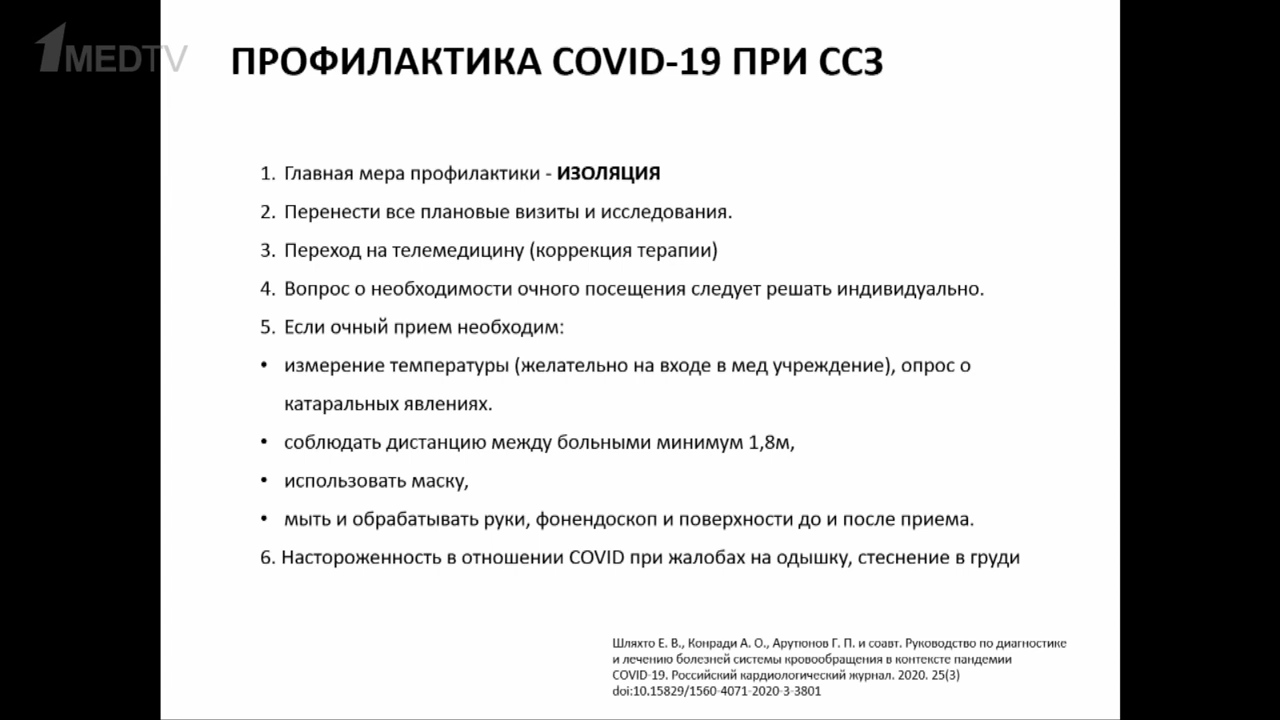 1MEDTV
ПРОФИЛАКТИКА COVID-19 ПРИ ССЗ
1. Главная мера профилактики - ИЗОЛЯЦИЯ
2. Перенести все плановые визиты и исследования.
3. Переход на телемедицину (коррекция терапии)
4. Вопрос о необходимости очного посещения следует решать индивидуально.
5. Если очный прием необходим:
• измерение температуры (желательно на входе в мед учреждение), опрос о
катаральных явлениях.
• соблюдать дистанцию между больными минимум 1,8м,
• использовать маску,
• мыть и обрабатывать руки, фонендоскоп и поверхности до и после приема.
6. Настороженность в отношении COVID при жалобах на одышку, стеснение в груди
Шляхто Е. В., Конради А. О., Арутюнов Г. П. и соавт. Руководство по диагностике
и лечению болезней системы кровообращения в контексте пандемии
COVID-19. Российский кардиологический журнал. 2020. 25(3)
doi:10.15829/1560-4071-2020-3-3801